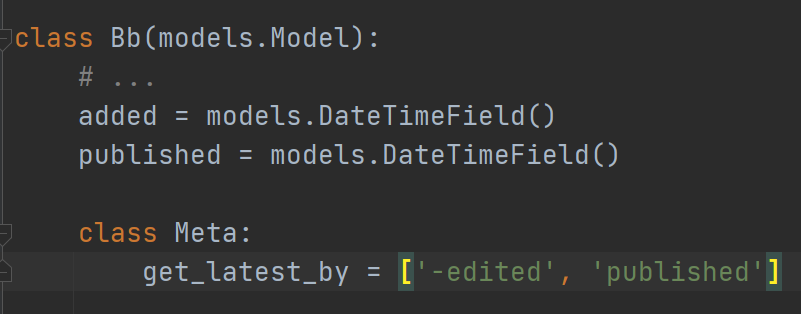 class Bb(models.Model):
    # ...
    added = models.DateTimeField()
    published = models.DateTimeField()
    class Meta:
        get_latest_by = ['-edited', 'published']